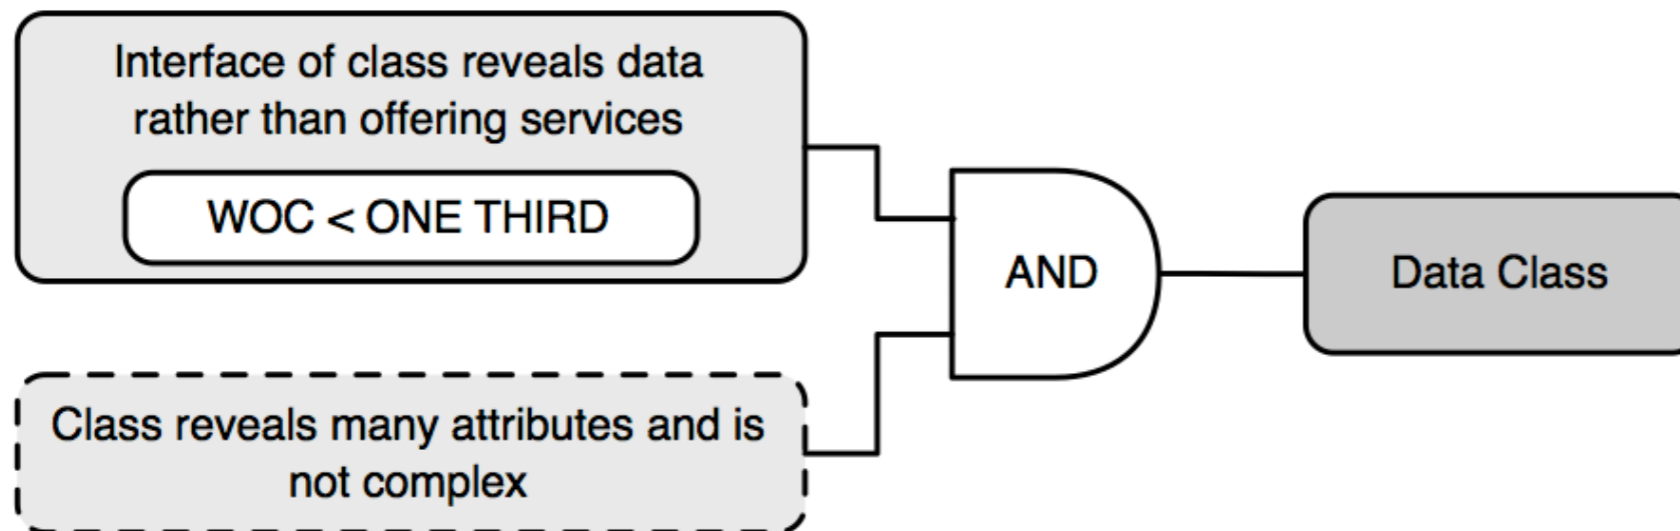 Interface of class reveals data
rather than offering services
WOC < ONE THIRD
AND
Data Class
Class reveals many attributes and is
not complex